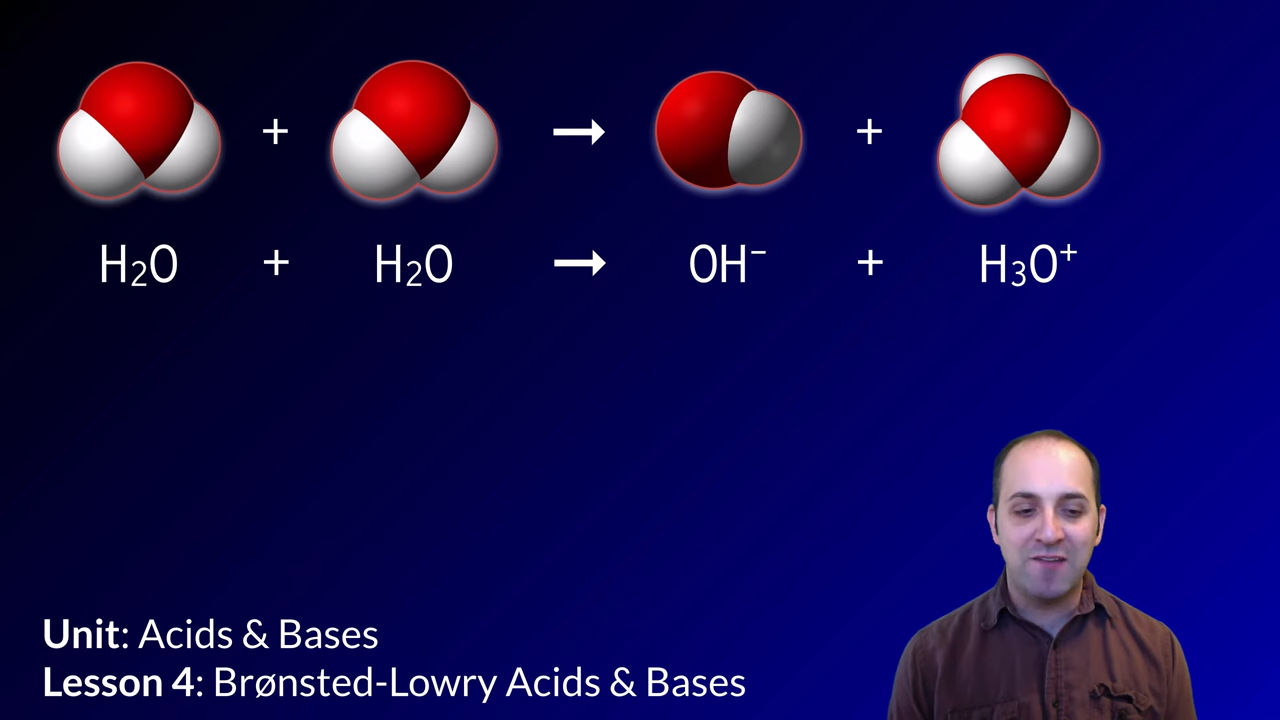 + → +
H₂O + H₂O → OH⁻ + H₃O⁺
Unit: Acids & Bases
Lesson 4: Brønsted-Lowry Acids & Bases